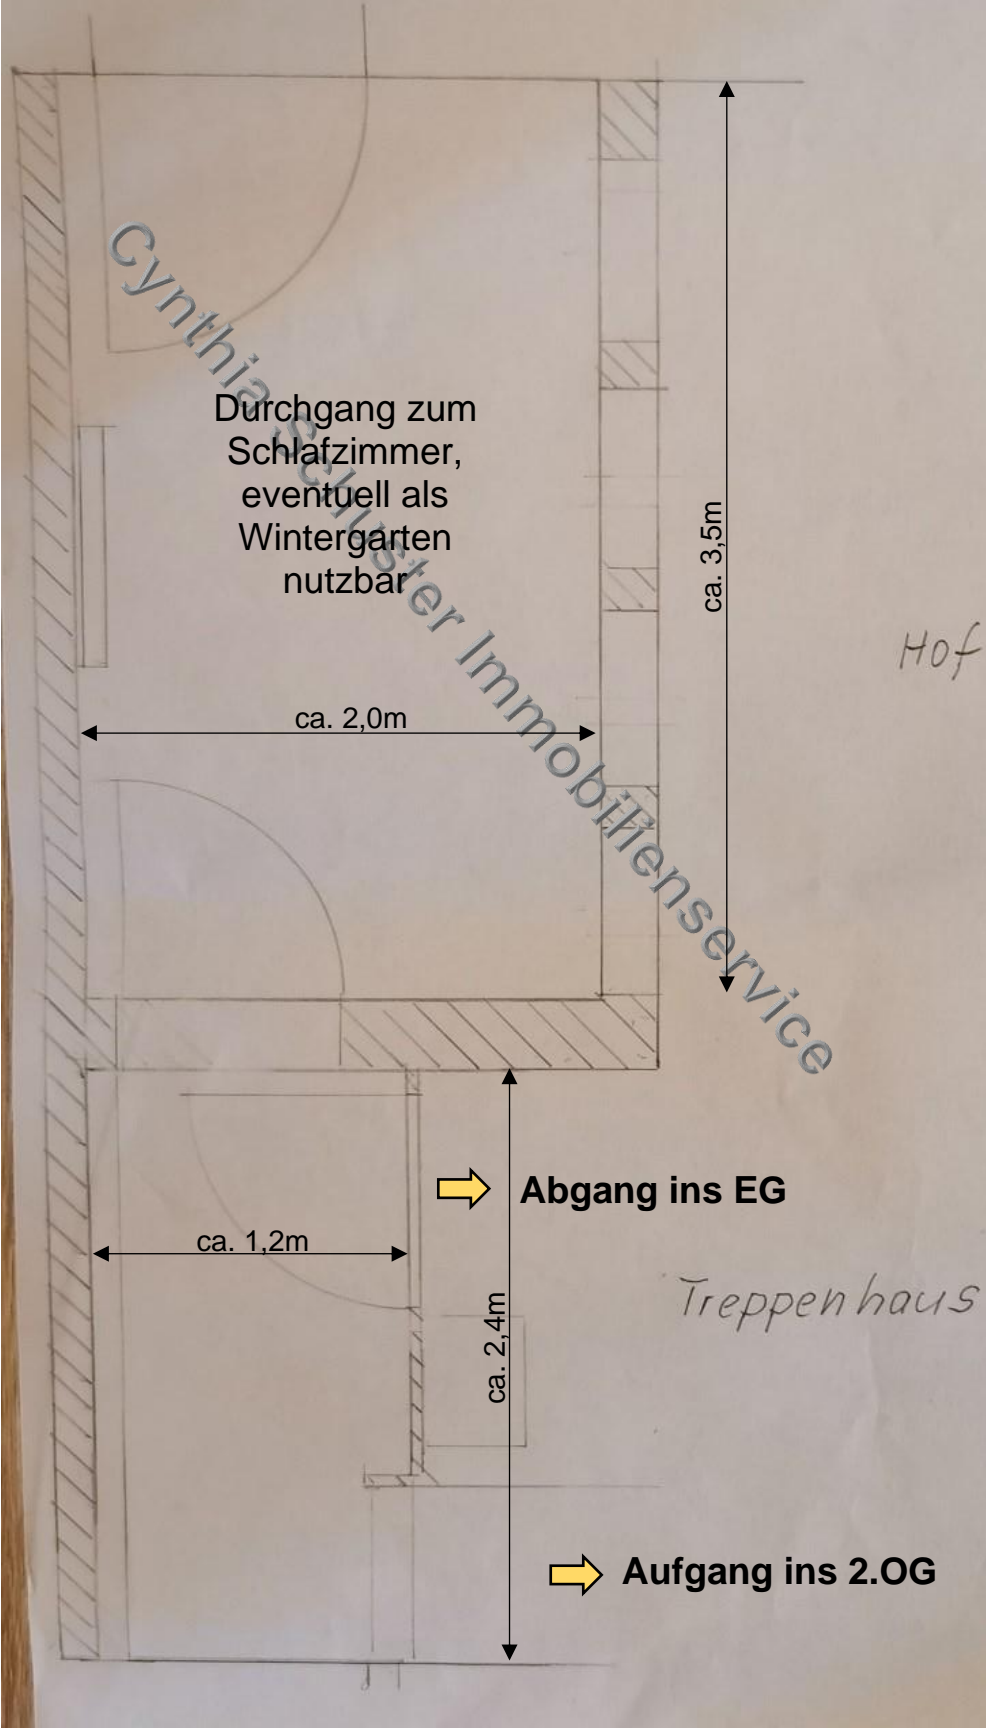 Cynthia Schuster Immobilienservice
Durchgang zum
Schlafzimmer,
eventuell als
Wintergarten
nutzbar
ca. 3,5m
Hof
ca. 2,0m
Abgang ins EG
ca. 1,2m
Treppenhaus
ca. 2,4m
Aufgang ins 2.OG